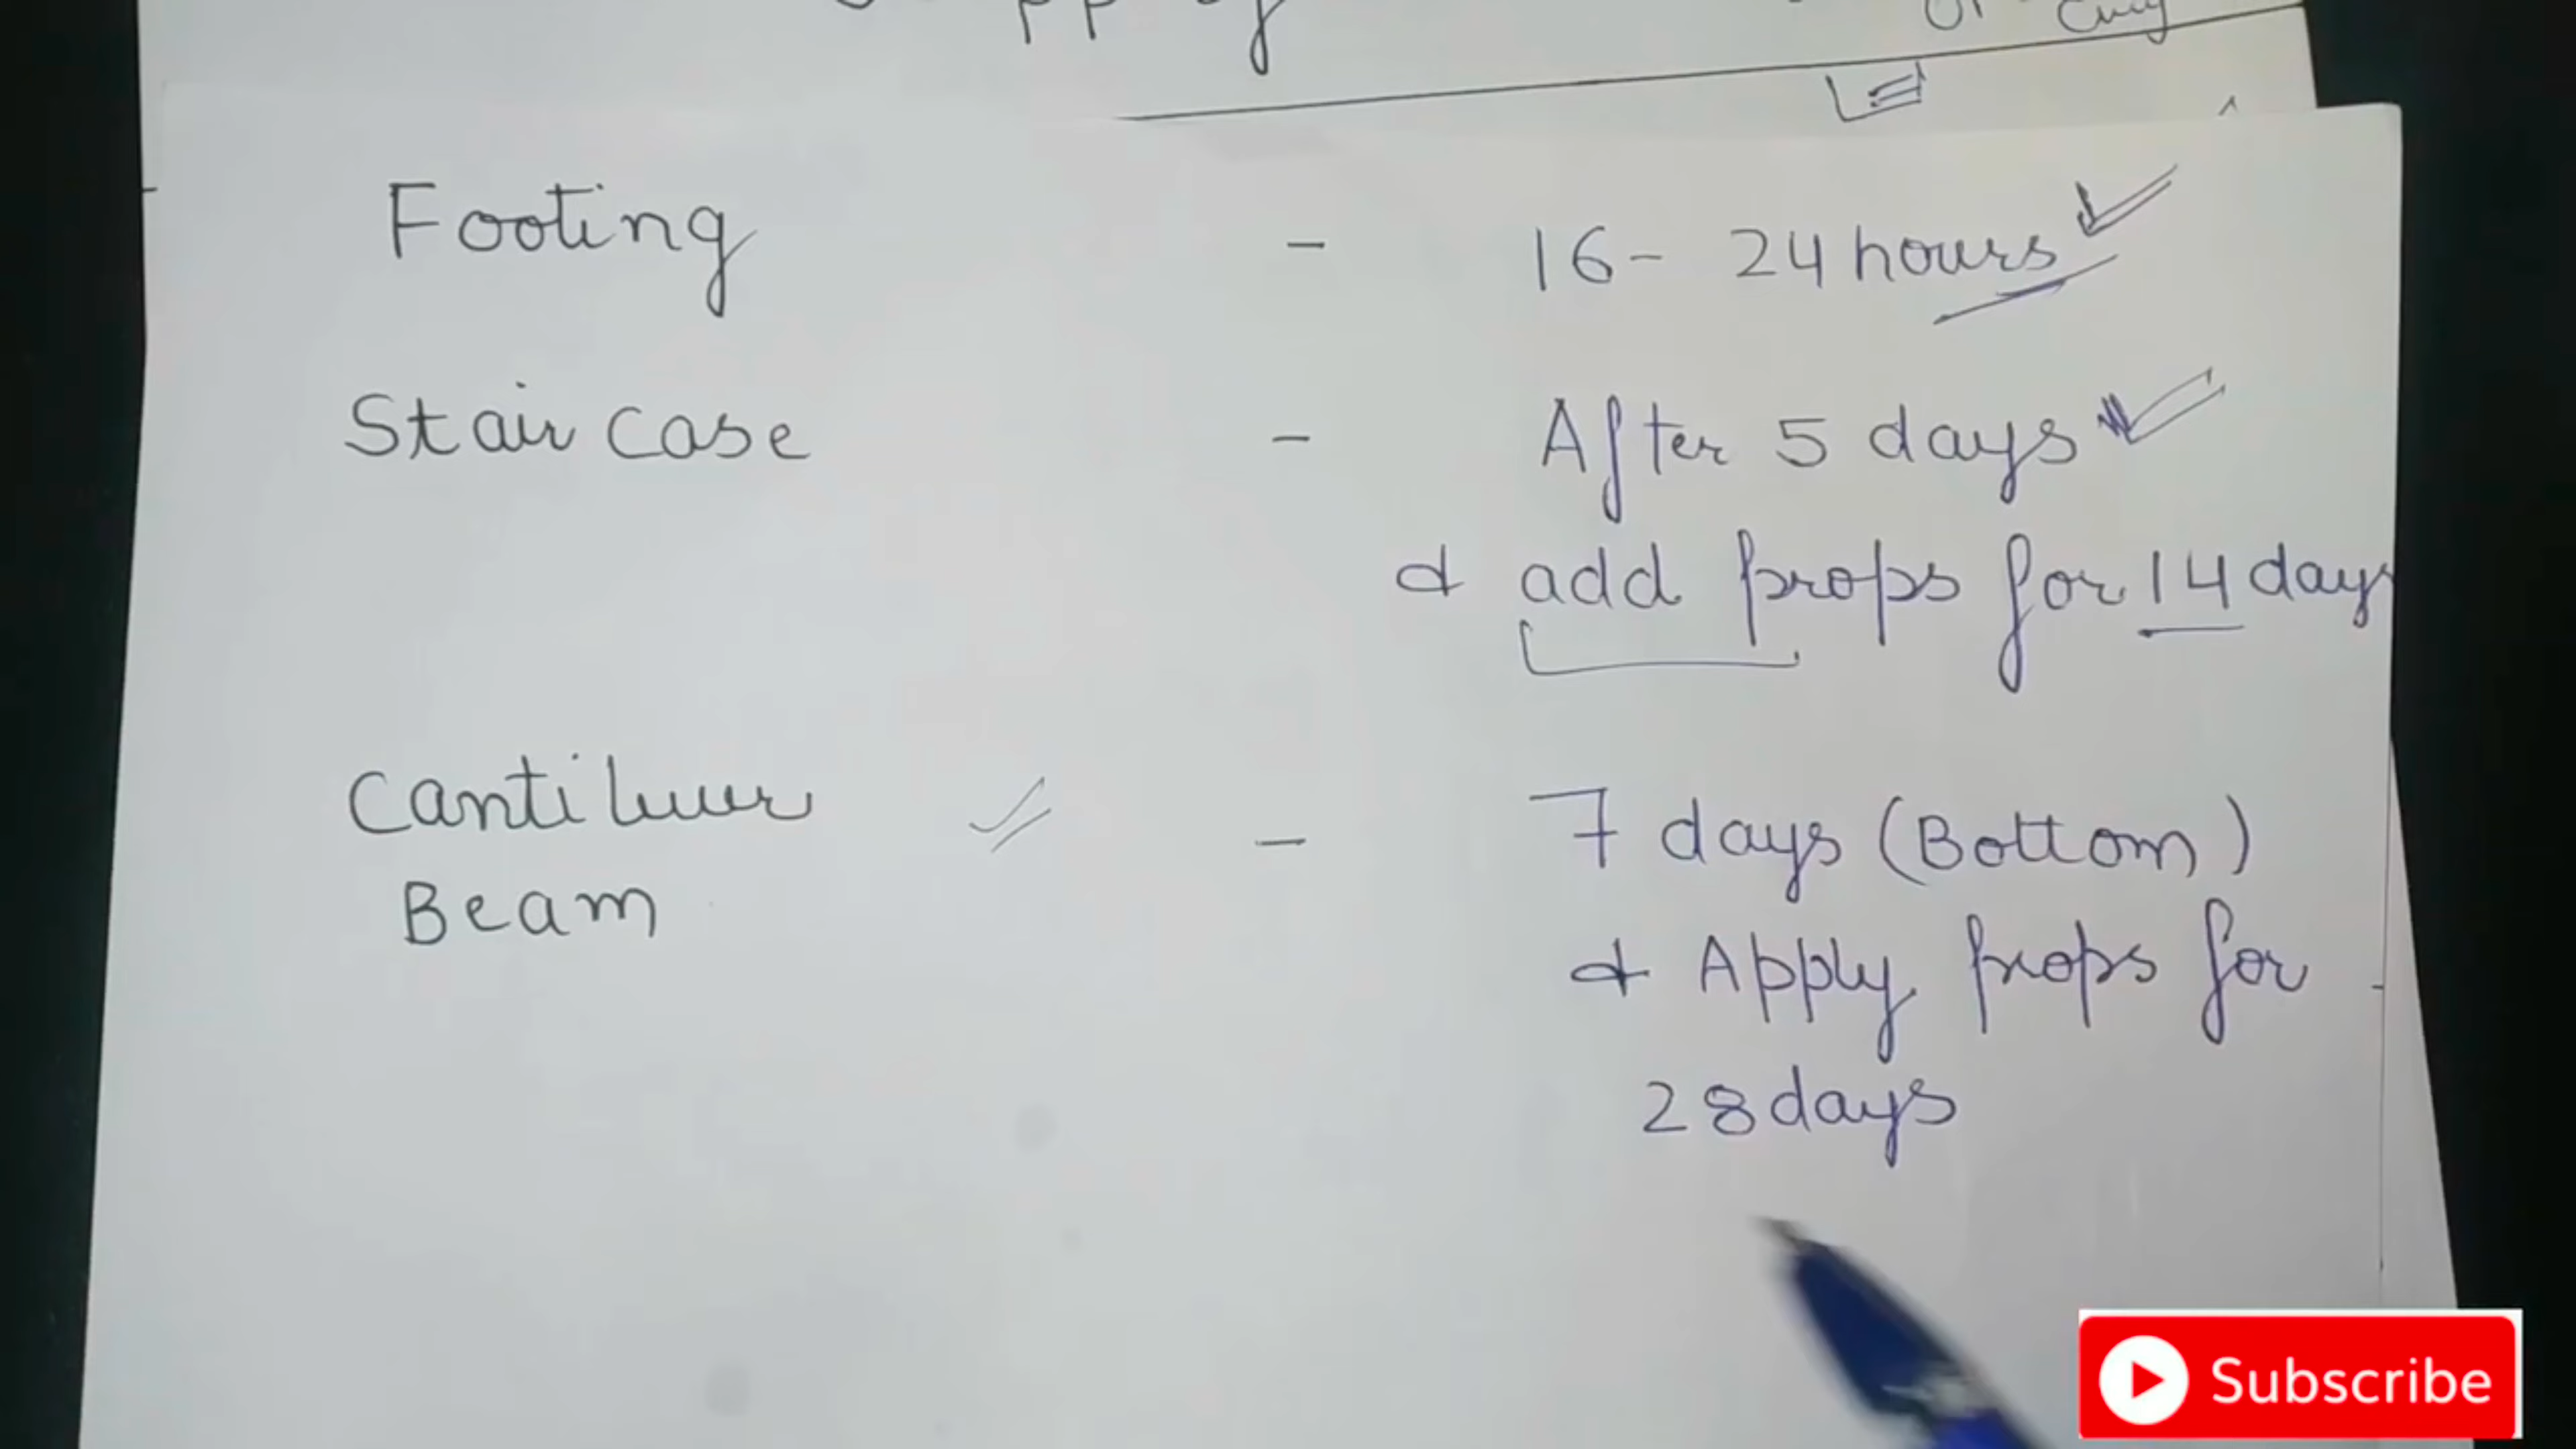 Footing - 16 - 24 hours
Stair Case - After 5 days
& add props for 14 days
Cantilever - 7 days (Bottom)
Beam
& Apply props for
28 days
Subscribe